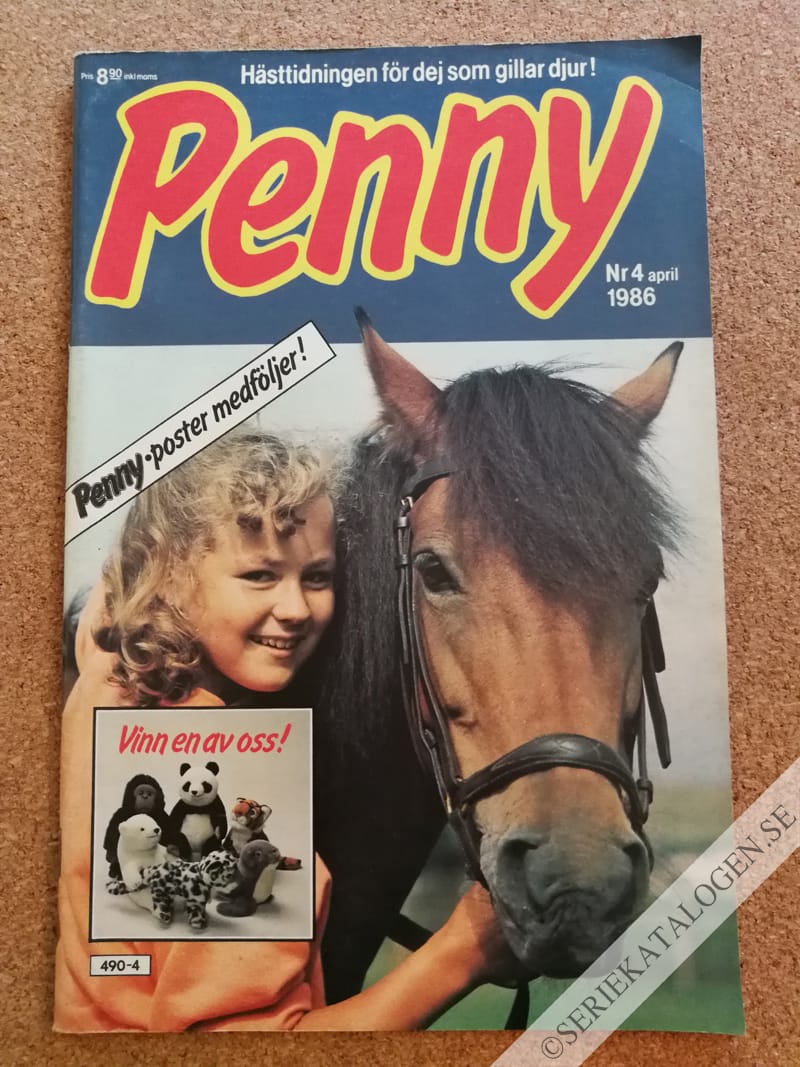 Pris 8 90 inkl moms
Hästtidningen för dej som gillar djur!
Penny
Nr 4 april
1986
Penny-poster medföljer!
Vinn en av oss!
490-4
©SERIEKATALOGEN.SE